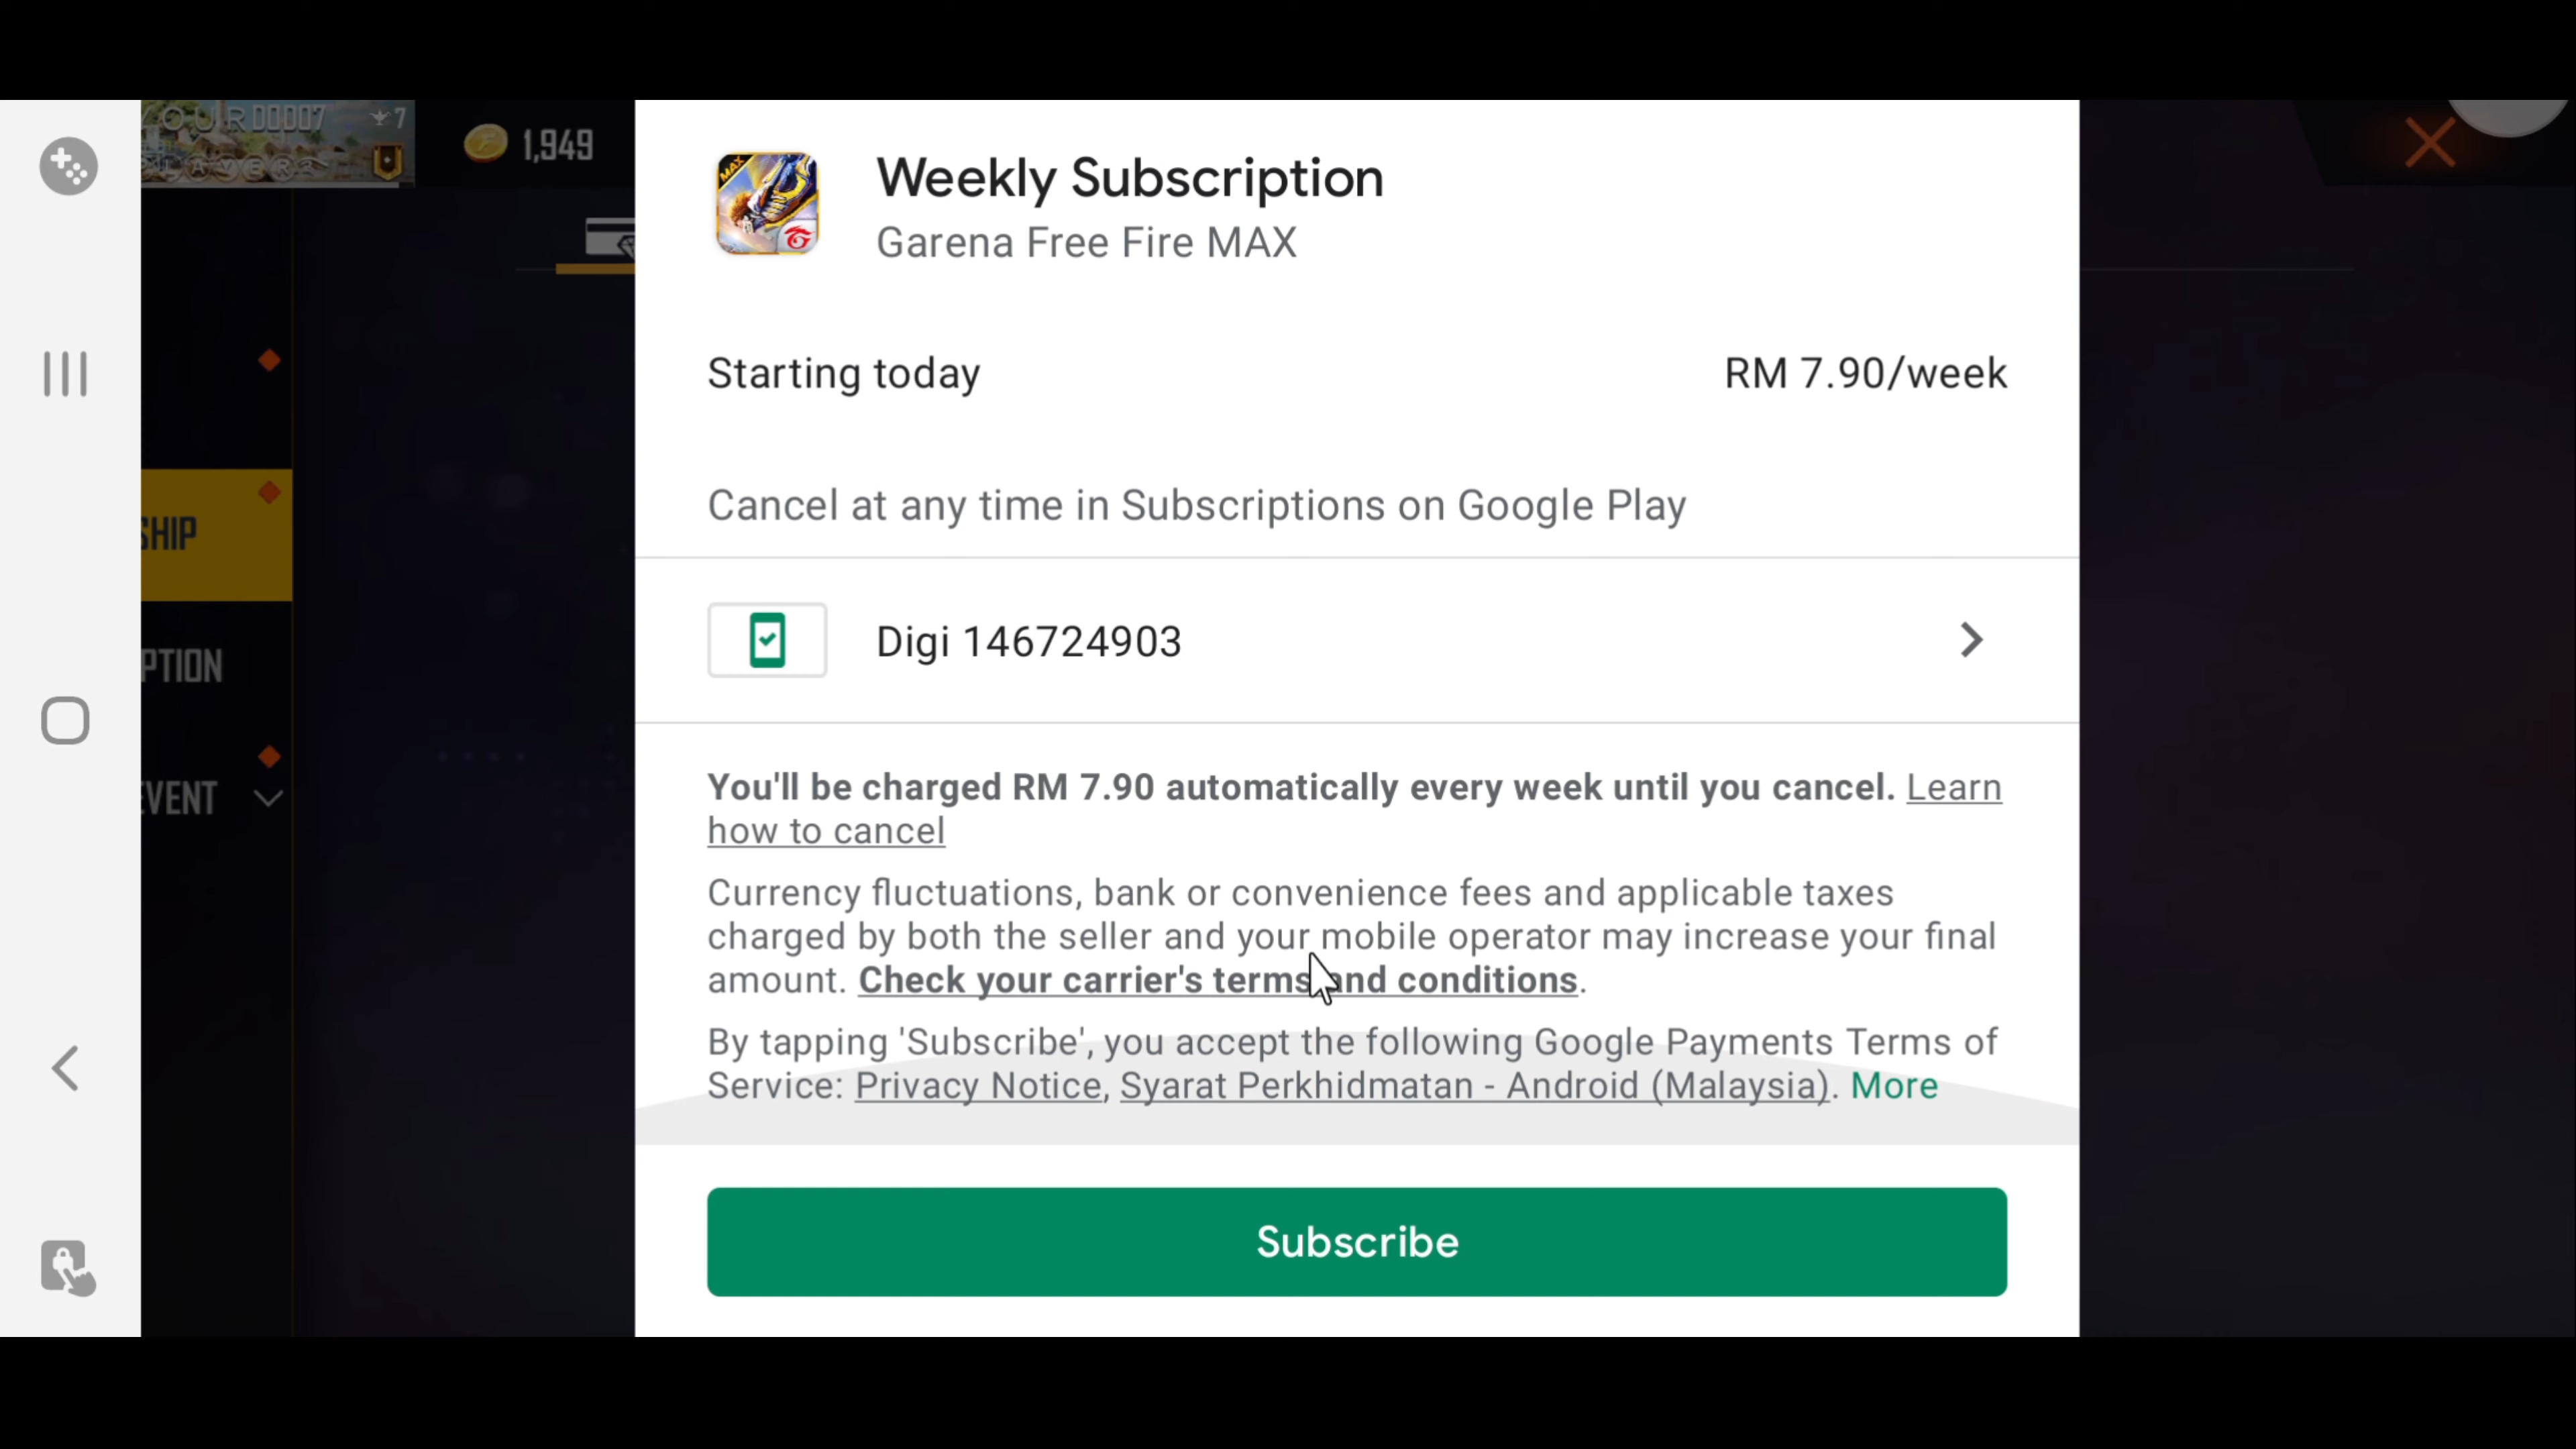 YOUR00007
7
PLAYER
1,949
Weekly Subscription
MAX
Garena Free Fire MAX
Starting today
RM 7.90/week
Cancel at any time in Subscriptions on Google Play
SHIP
Digi 146724903
PTION
EVENT
You'll be charged RM 7.90 automatically every week until you cancel. Learn
how to cancel
Currency fluctuations, bank or convenience fees and applicable taxes
charged by both the seller and your mobile operator may increase your final
amount. Check your carrier's terms and conditions.
By tapping 'Subscribe', you accept the following Google Payments Terms of
Service: Privacy Notice, Syarat Perkhidmatan - Android (Malaysia). More
Subscribe